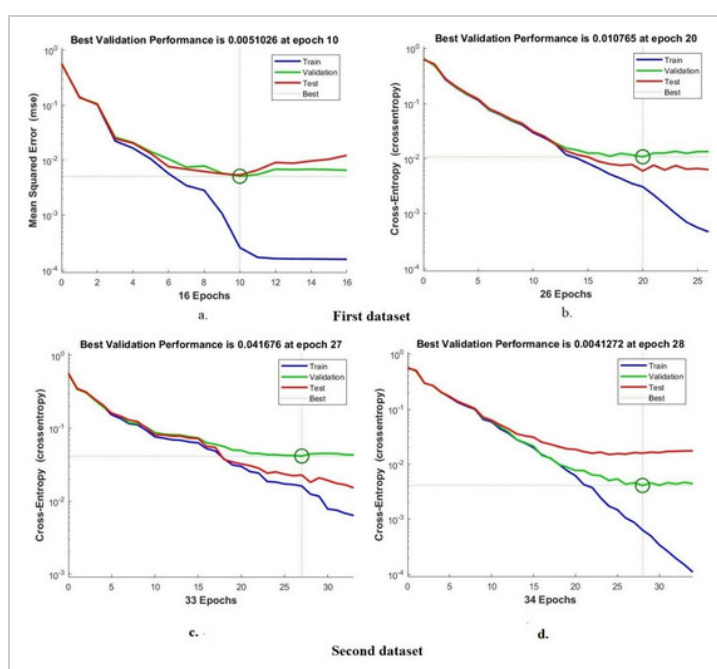 Best Validation Performance is 0.0051026 at epoch 10
Mean Squared Error (mse)
10^0
10^-1
10^-2
10^-3
10^-4
Train
Validation
Test
Best
0 2 4 6 8 10 12 14 16
16 Epochs
a.
Best Validation Performance is 0.010765 at epoch 20
Cross-Entropy (crossentropy)
10^0
10^-1
10^-2
10^-3
10^-4
Train
Validation
Test
Best
0 5 10 15 20 25
26 Epochs
b.
First dataset
Best Validation Performance is 0.041676 at epoch 27
Cross-Entropy (crossentropy)
10^0
10^-1
10^-2
10^-3
Train
Validation
Test
Best
0 5 10 15 20 25 30
33 Epochs
c.
Best Validation Performance is 0.0041272 at epoch 28
Cross-Entropy (crossentropy)
10^0
10^-1
10^-2
10^-3
10^-4
Train
Validation
Test
Best
0 5 10 15 20 25 30
34 Epochs
d.
Second dataset